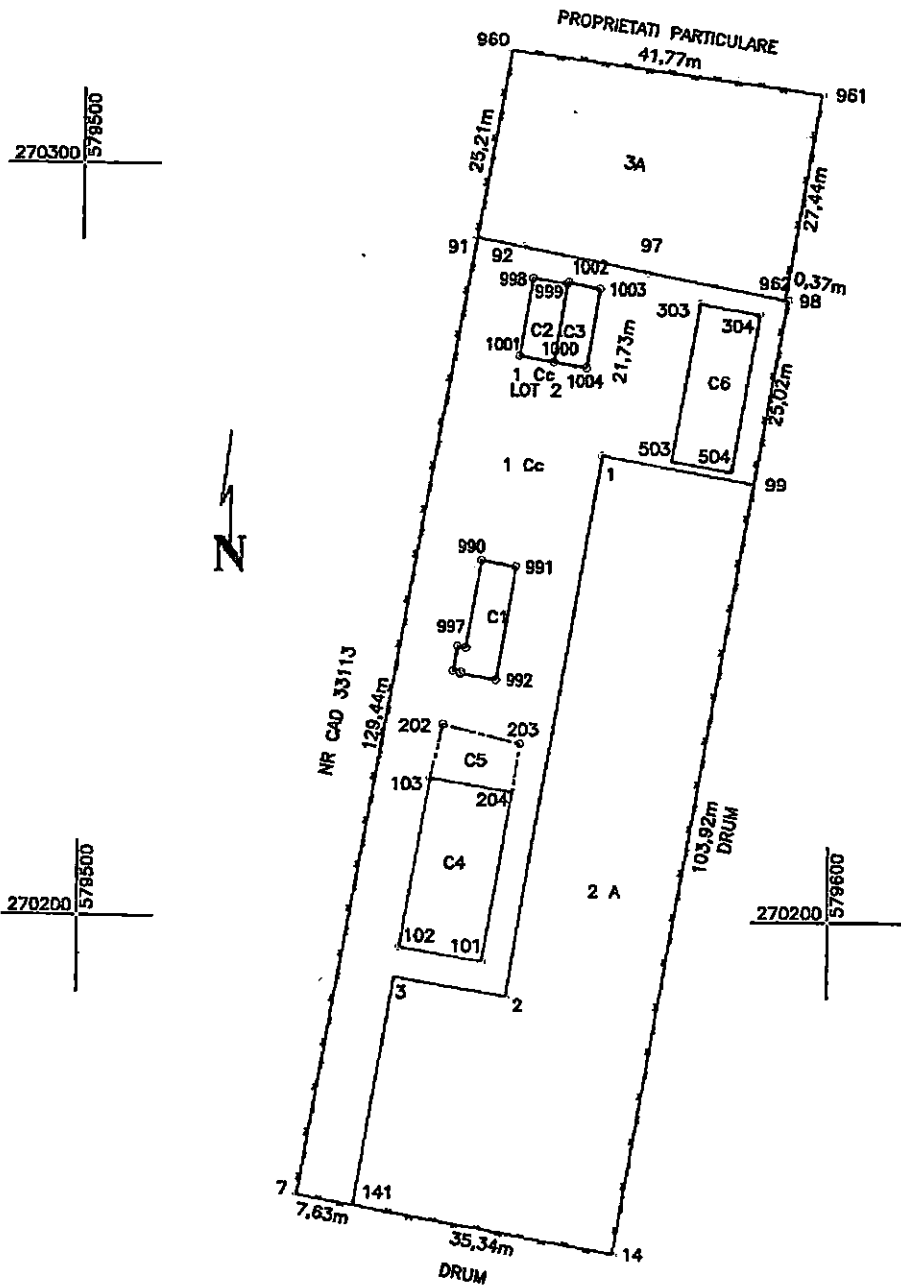 PROPRIETATI PARTICULARE
960
41,77m
961
579500
270300
25,21m
3A
27,44m
91
92
97
962
0,37m
98
998
999
1002
1003
303
304
C2
C3
1001
1000
1004
21,73m
C6
25,02m
1 Cc
LOT 2
1 Cc
503
504
1
99
N
990
991
C1
997
992
NR CAD 33113
129,44m
202
203
C5
103
204
C4
103,92m
DRUM
579500
270200
2 A
579600
270200
102
101
3
2
7
141
7,63m
35,34m
14
DRUM